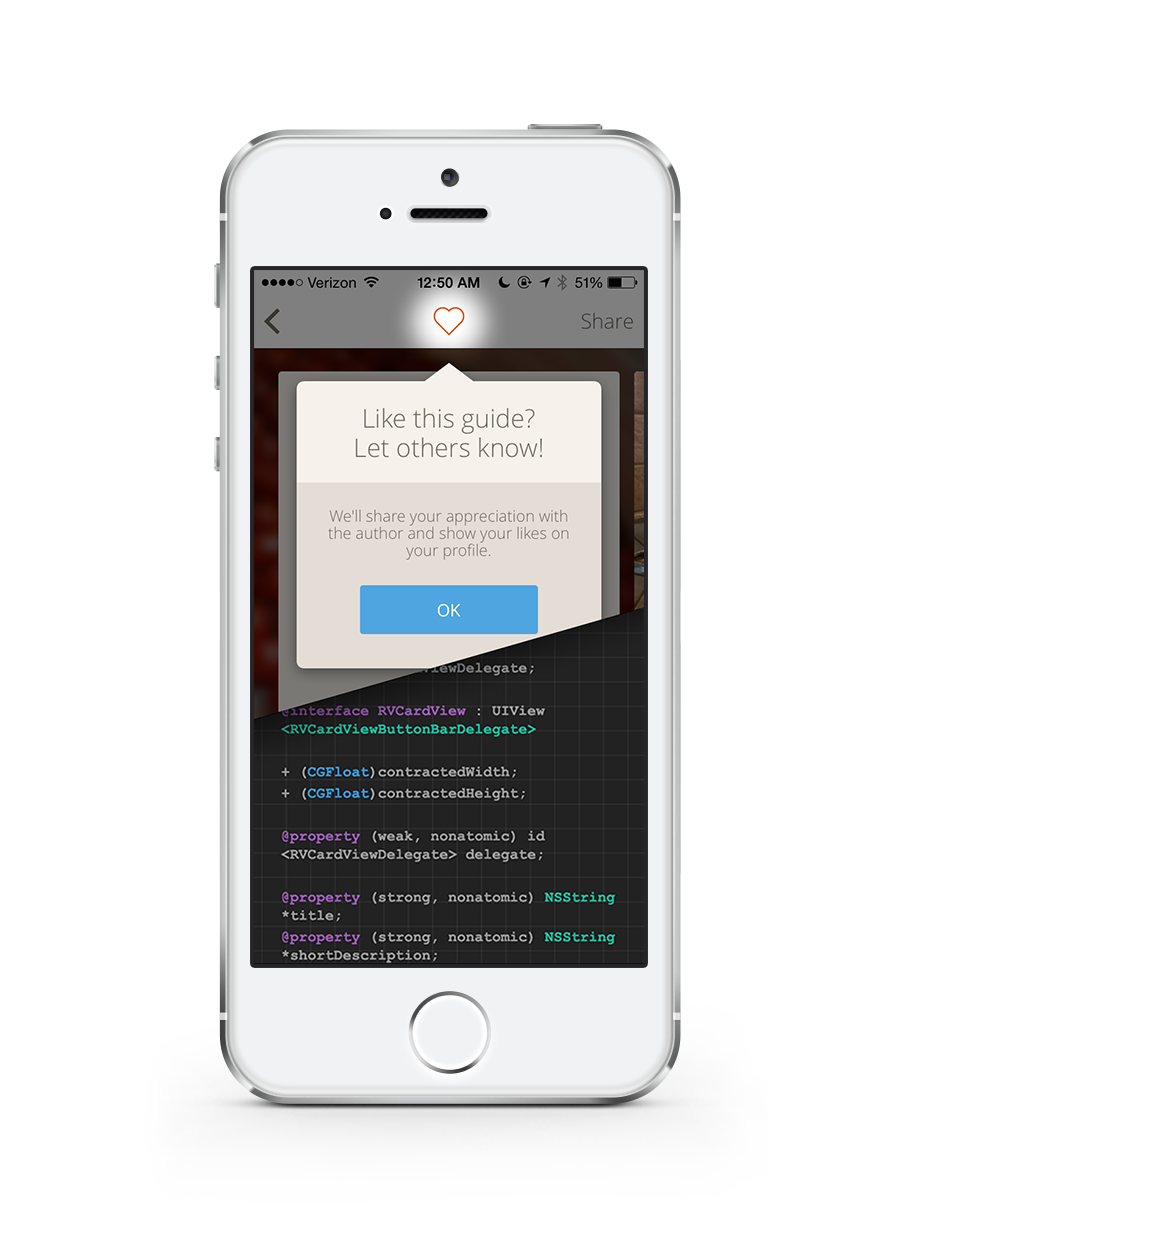 Verizon 12:50 AM 51%
Share
Like this guide?
Let others know!
We'll share your appreciation with
the author and show your likes on
your profile.
OK
viewDelegate;
@interface RVCardView : UIView
<RVCardViewButtonBarDelegate>
+ (CGFloat)contractedWidth;
+ (CGFloat)contractedHeight;
@property (weak, nonatomic) id
<RVCardViewDelegate> delegate;
@property (strong, nonatomic) NSString
*title;
@property (strong, nonatomic) NSString
*shortDescription;